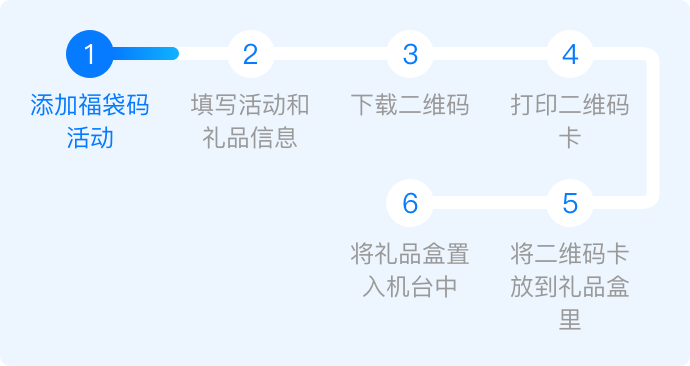 1
添加福袋码
活动
2
填写活动和
礼品信息
3
下载二维码
4
打印二维码
卡
5
将二维码卡
放到礼品盒
里
6
将礼品盒置
入机台中